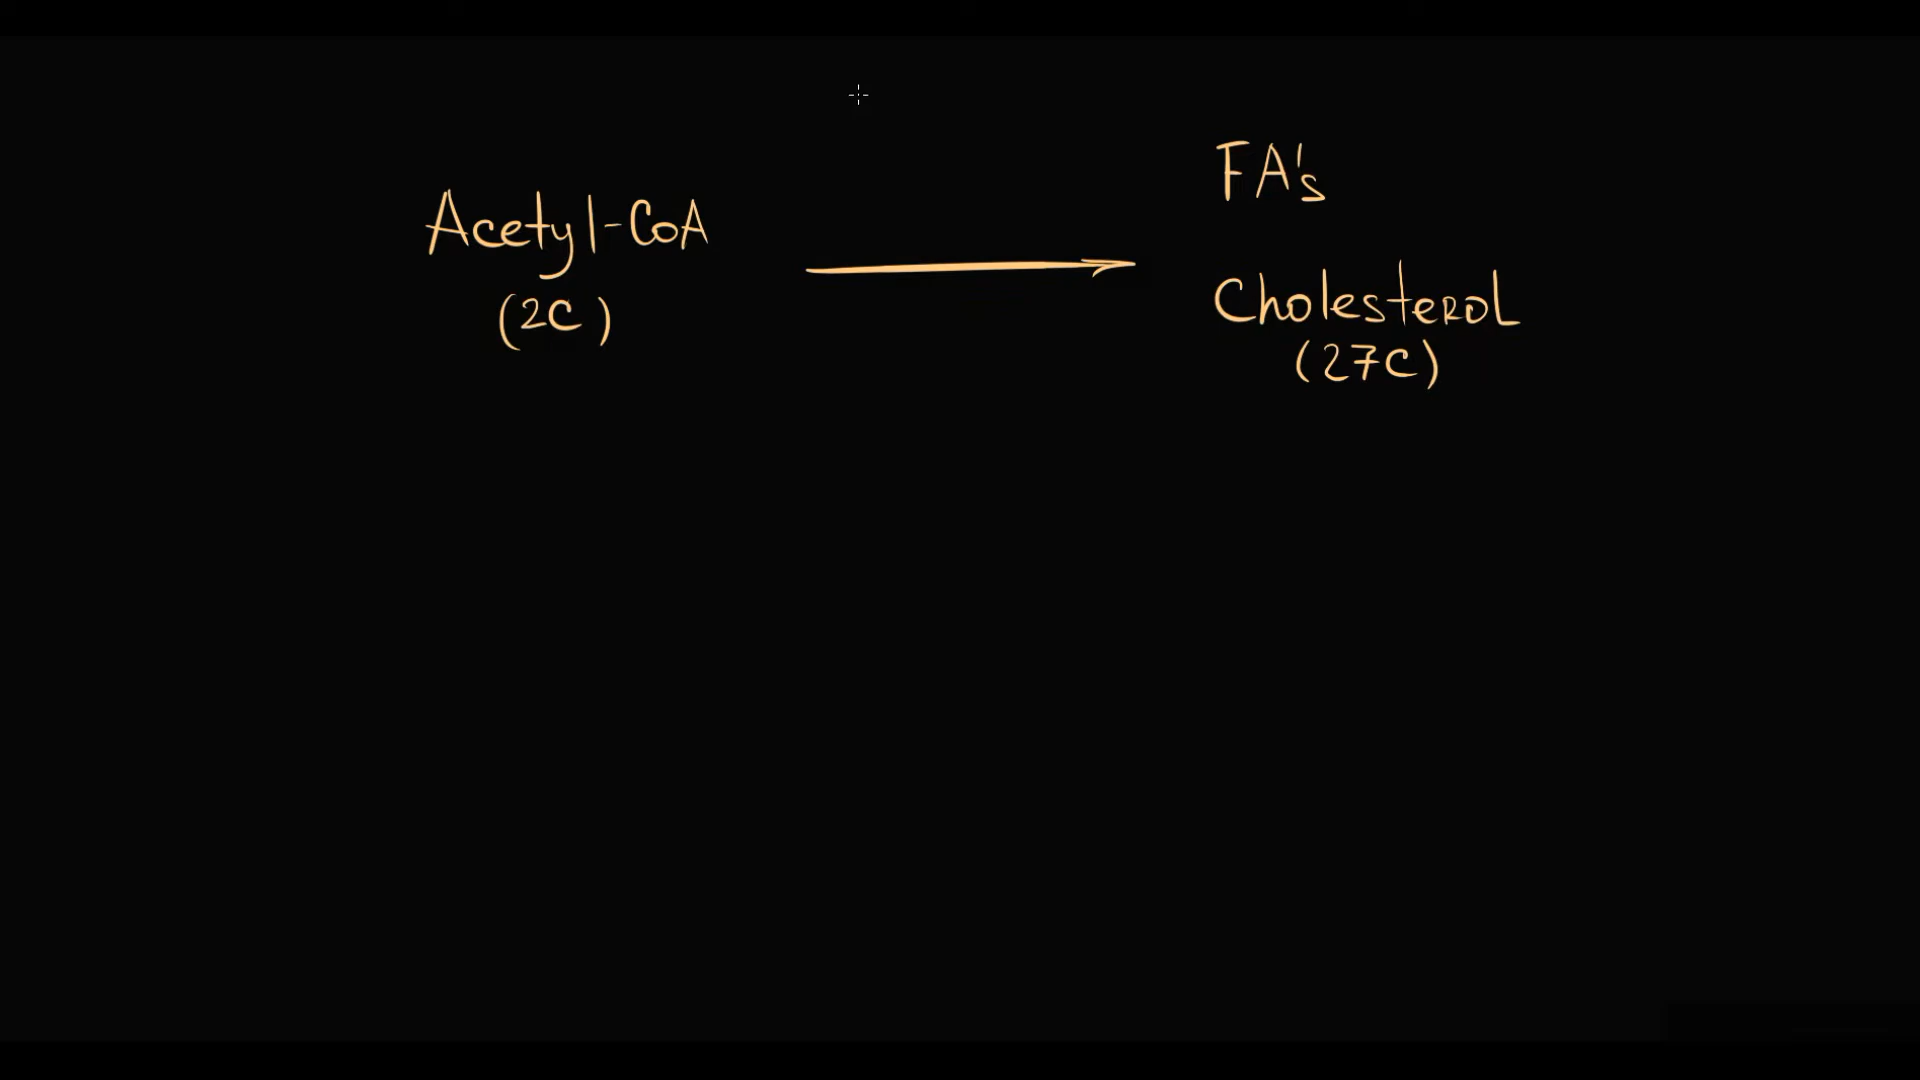 Acetyl-CoA
(2C)
FA's
Cholesterol
(27C)